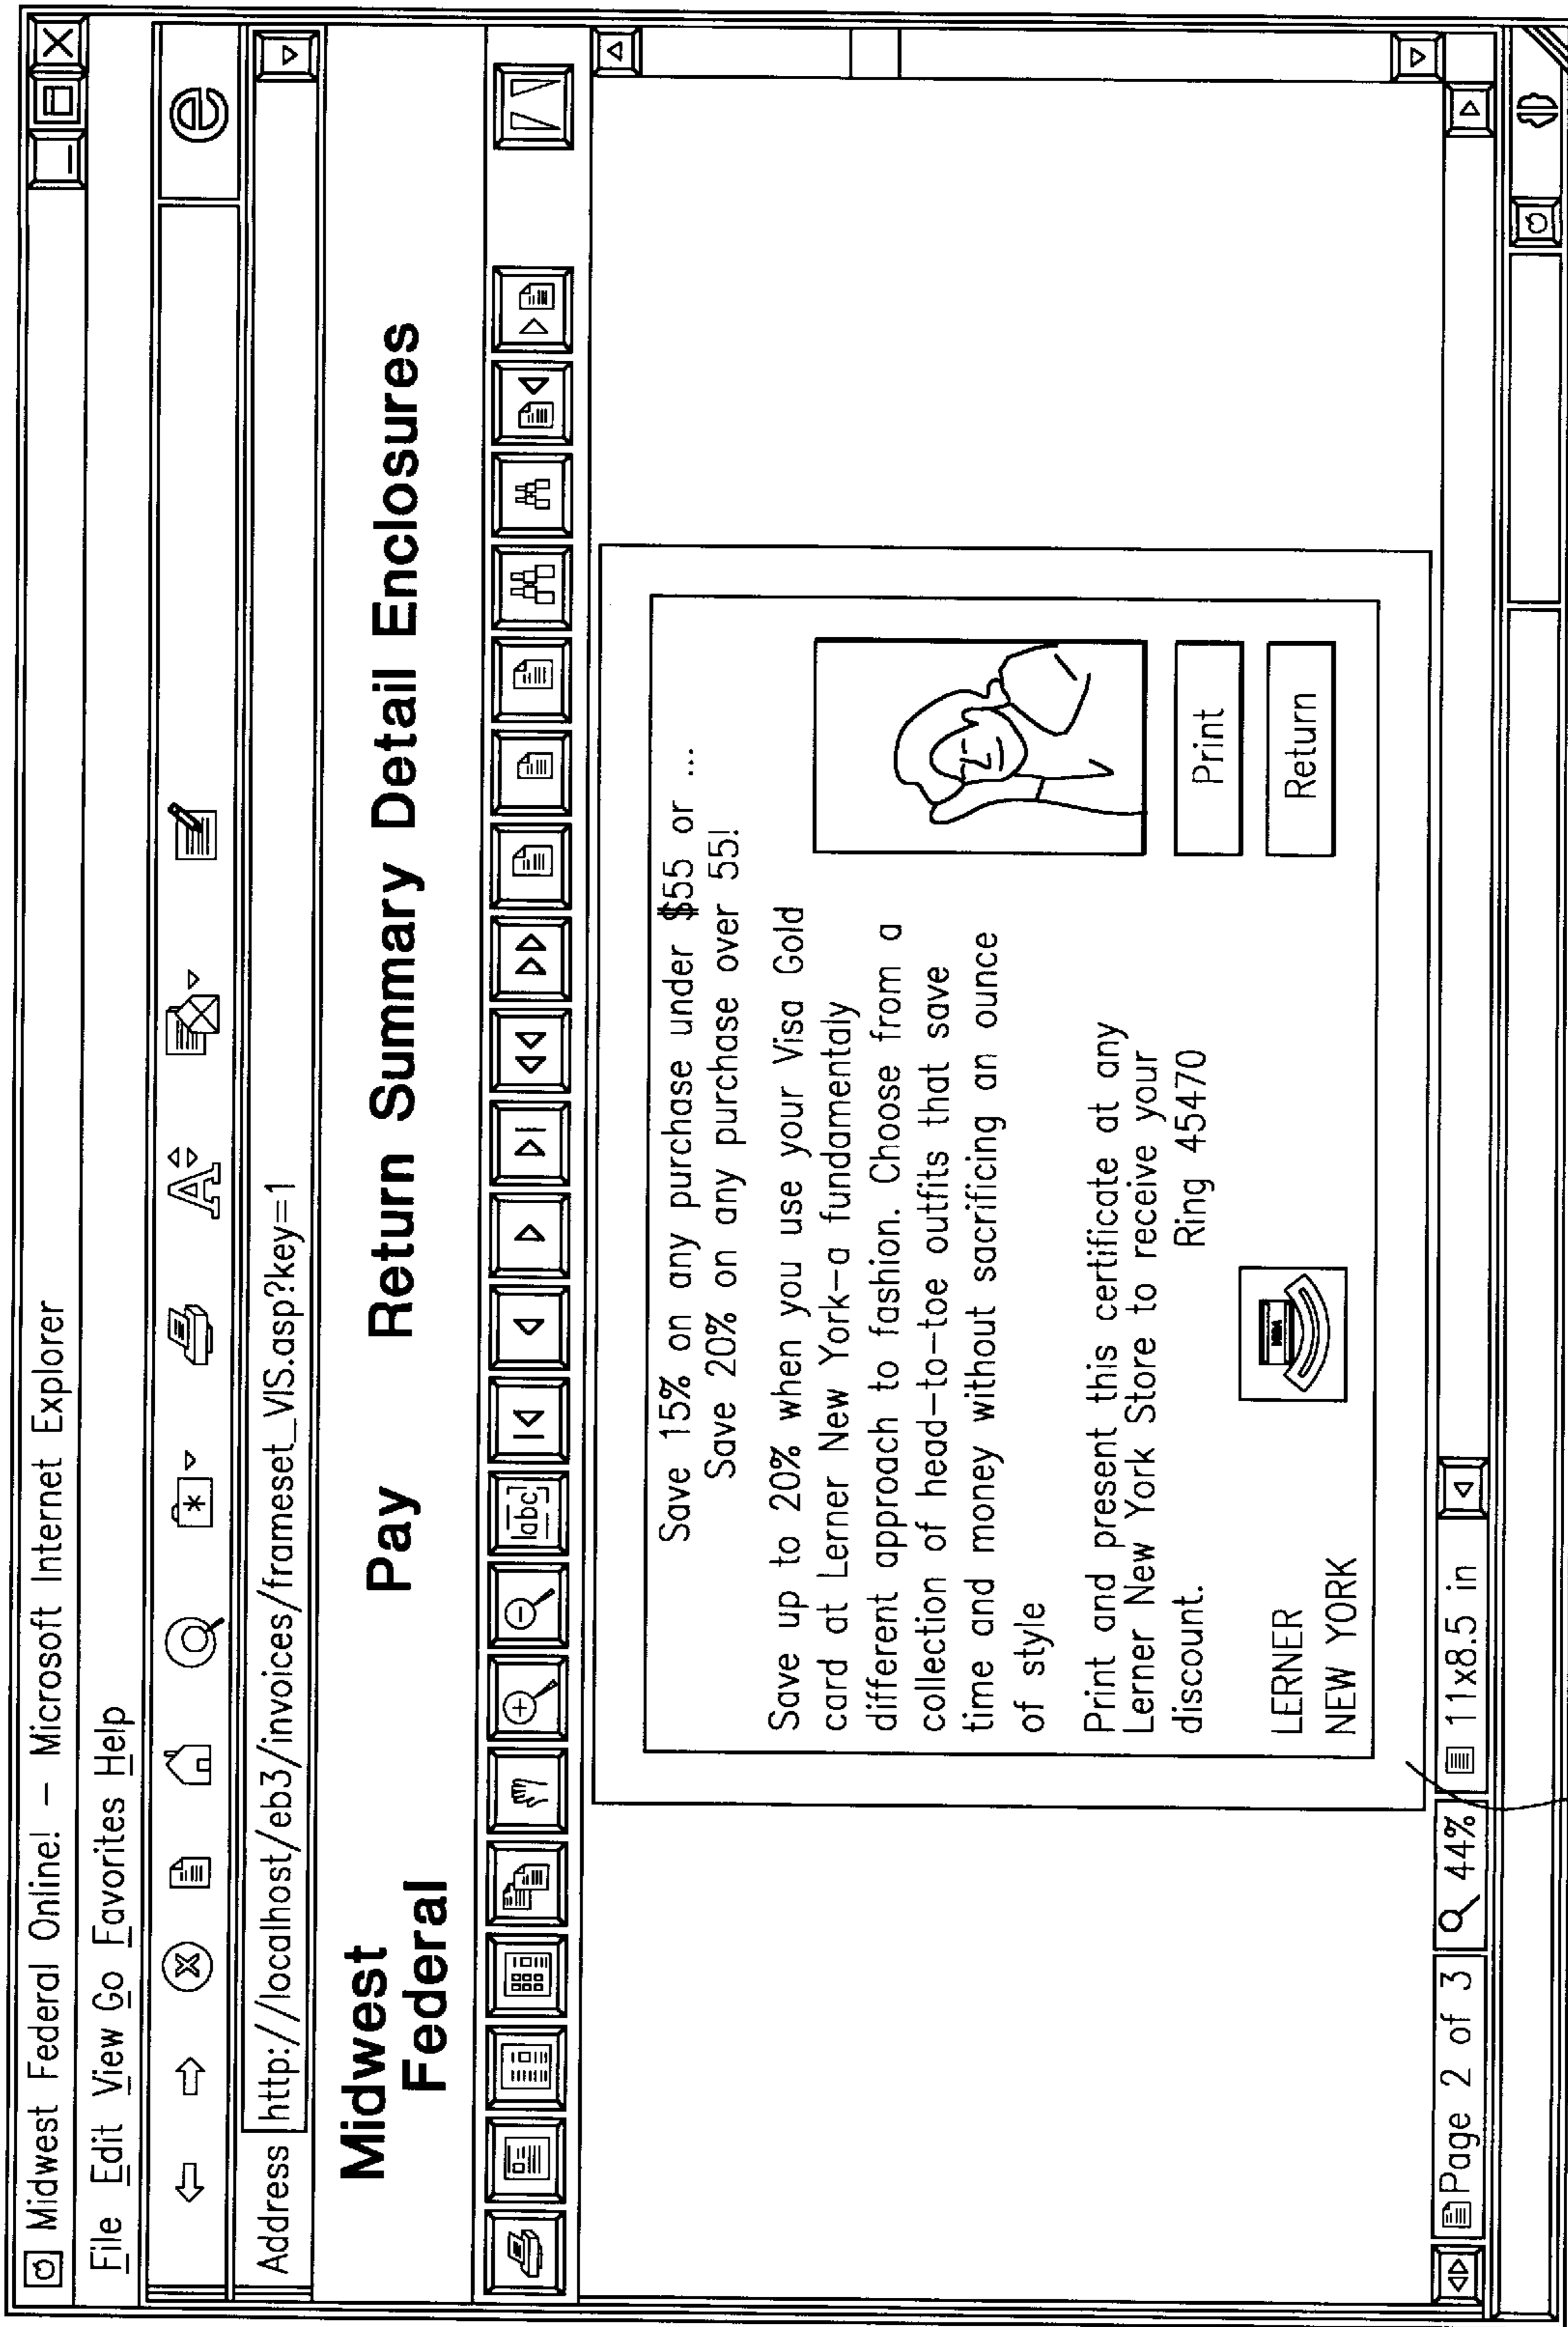 Midwest Federal Online! – Microsoft Internet Explorer
File Edit View Go Favorites Help
A
e
Address http://localhost/eb3/invoices/frameset_VIS.asp?key=1
Midwest
Federal
Pay Return Summary Detail Enclosures
abc
Save 15% on any purchase under $55 or ...
Save 20% on any purchase over 55!
Save up to 20% when you use your Visa Gold
card at Lerner New York–a fundamentaly
different approach to fashion. Choose from a
collection of head–to–toe outfits that save
time and money without sacrificing an ounce
of style
Print and present this certificate at any
Lerner New York Store to receive your
discount.
Ring 45470
LERNER
NEW YORK
Print
Return
Page 2 of 3 44% 11x8.5 in